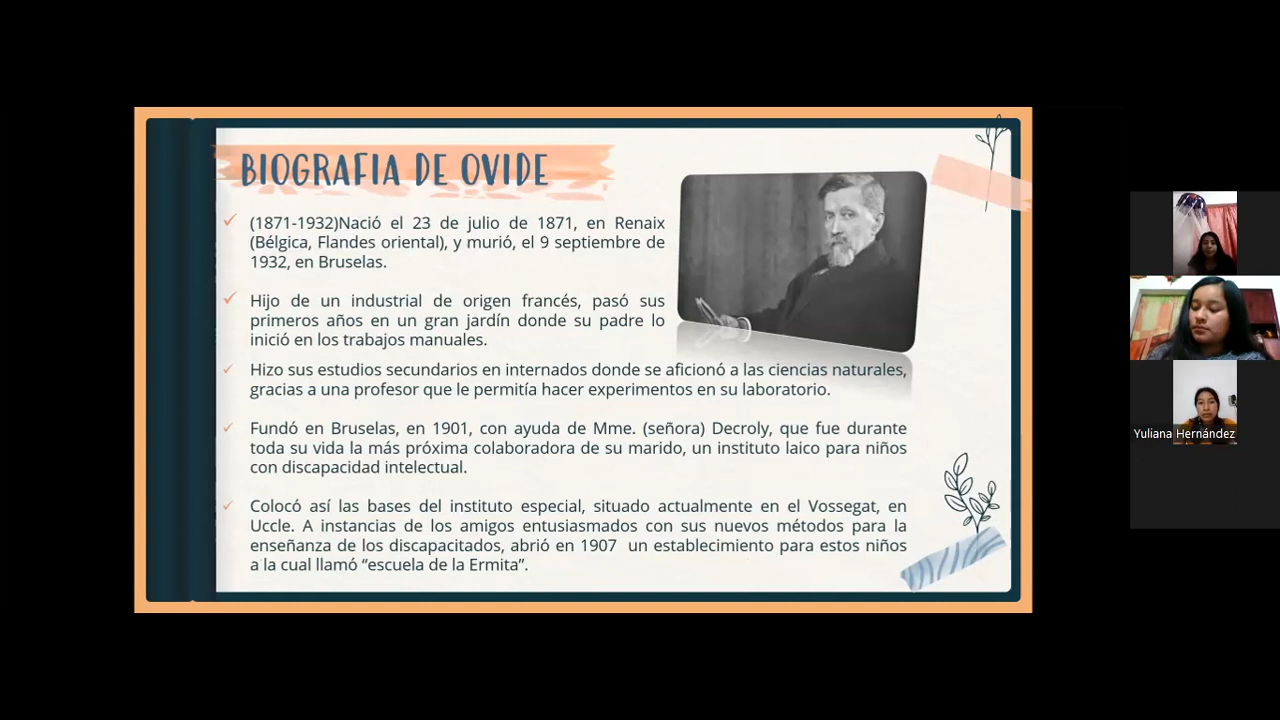 BIOGRAFIA DE OVIDE
(1871-1932)Nació el 23 de julio de 1871, en Renaix
(Bélgica, Flandes oriental), y murió, el 9 septiembre de
1932, en Bruselas.
Hijo de un industrial de origen francés, pasó sus
primeros años en un gran jardín donde su padre lo
inició en los trabajos manuales.
Hizo sus estudios secundarios en internados donde se aficionó a las ciencias naturales,
gracias a una profesor que le permitía hacer experimentos en su laboratorio.
Fundó en Bruselas, en 1901, con ayuda de Mme. (señora) Decroly, que fue durante
toda su vida la más próxima colaboradora de su marido, un instituto laico para niños
con discapacidad intelectual.
Colocó así las bases del instituto especial, situado actualmente en el Vossegat, en
Uccle. A instancias de los amigos entusiasmados con sus nuevos métodos para la
enseñanza de los discapacitados, abrió en 1907 un establecimiento para estos niños
a la cual llamó “escuela de la Ermita”.
Yuliana Hernández